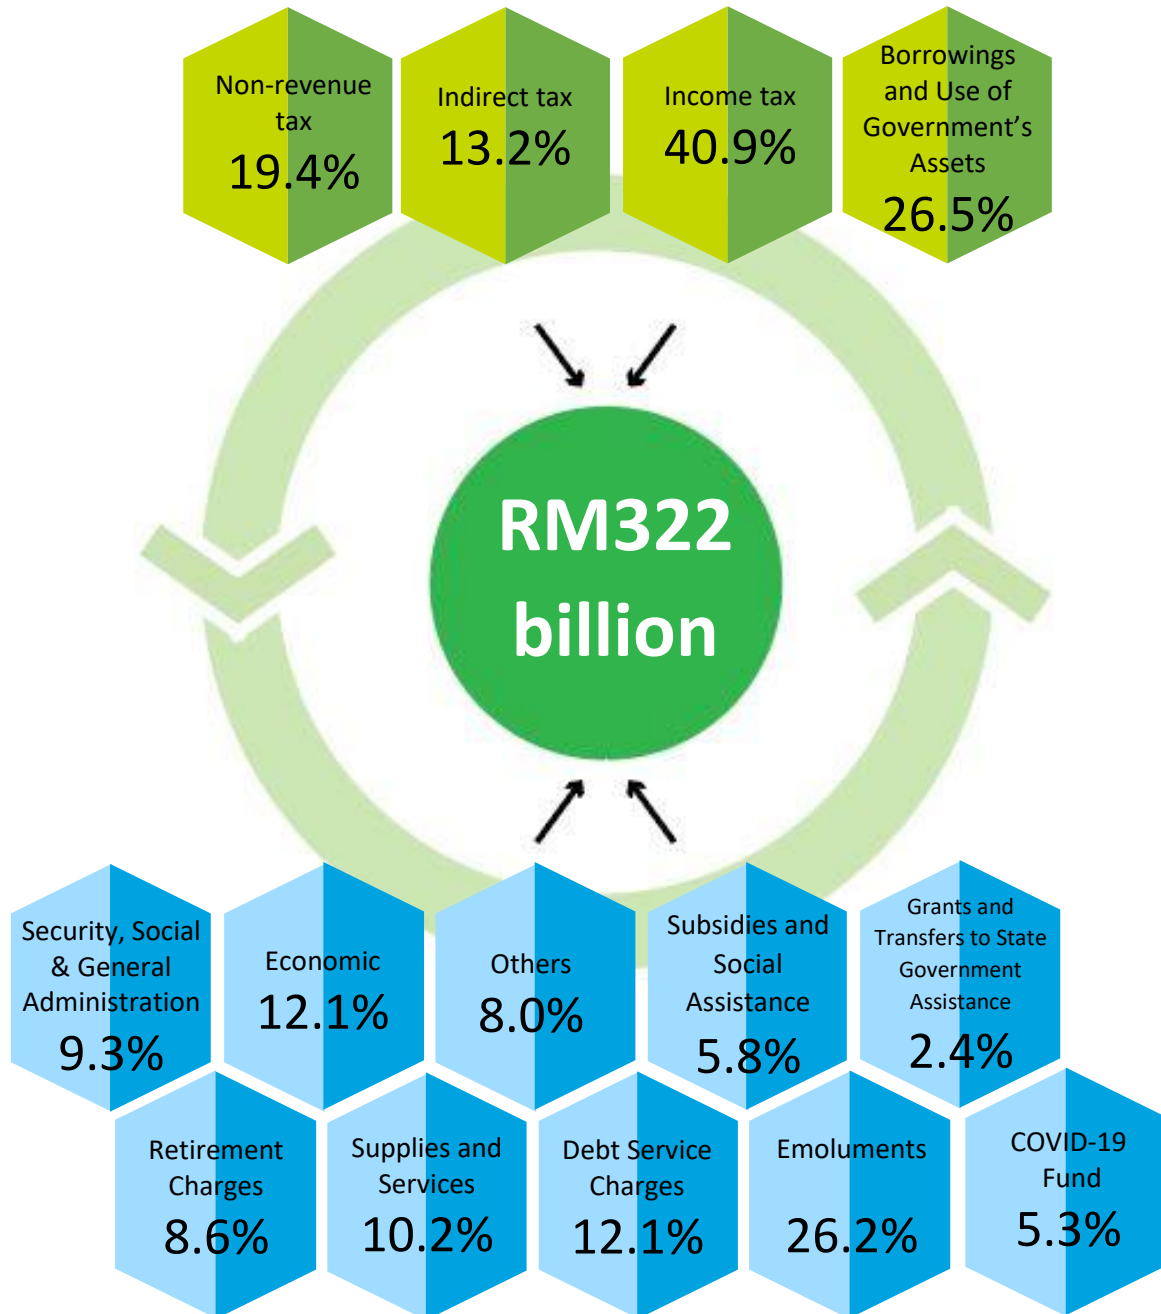 Non-revenue
tax
19.4%
Indirect tax
13.2%
Income tax
40.9%
Borrowings
and Use of
Government’s
Assets
26.5%
RM322
billion
Security, Social
& General
Administration
9.3%
Economic
12.1%
Others
8.0%
Subsidies and
Social
Assistance
5.8%
Grants and
Transfers to State
Government
Assistance
2.4%
Retirement
Charges
8.6%
Supplies and
Services
10.2%
Debt Service
Charges
12.1%
Emoluments
26.2%
COVID-19
Fund
5.3%